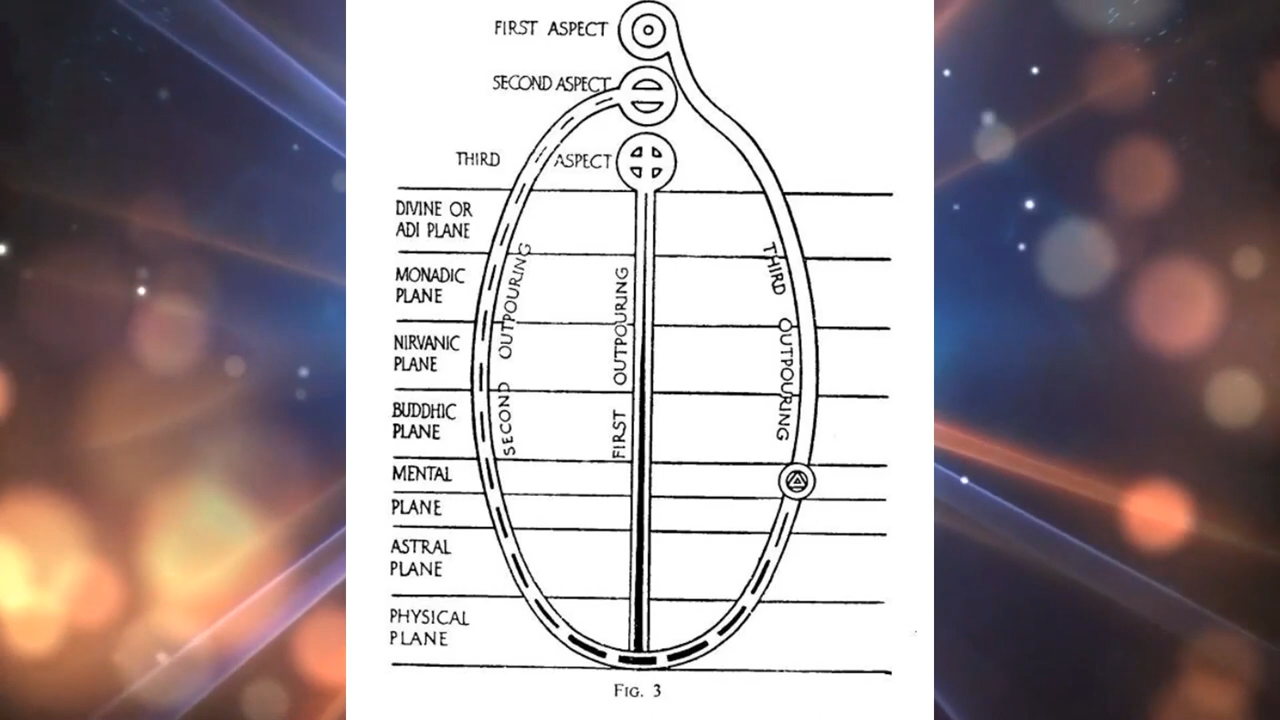 FIRST ASPECT
SECOND ASPECT
THIRD ASPECT
DIVINE OR
ADI PLANE
MONADIC
PLANE
NIRVANIC
PLANE
BUDDHIC
PLANE
MENTAL
PLANE
ASTRAL
PLANE
PHYSICAL
PLANE
SECOND OUTPOURING
FIRST OUTPOURING
THIRD OUTPOURING
FIG. 3